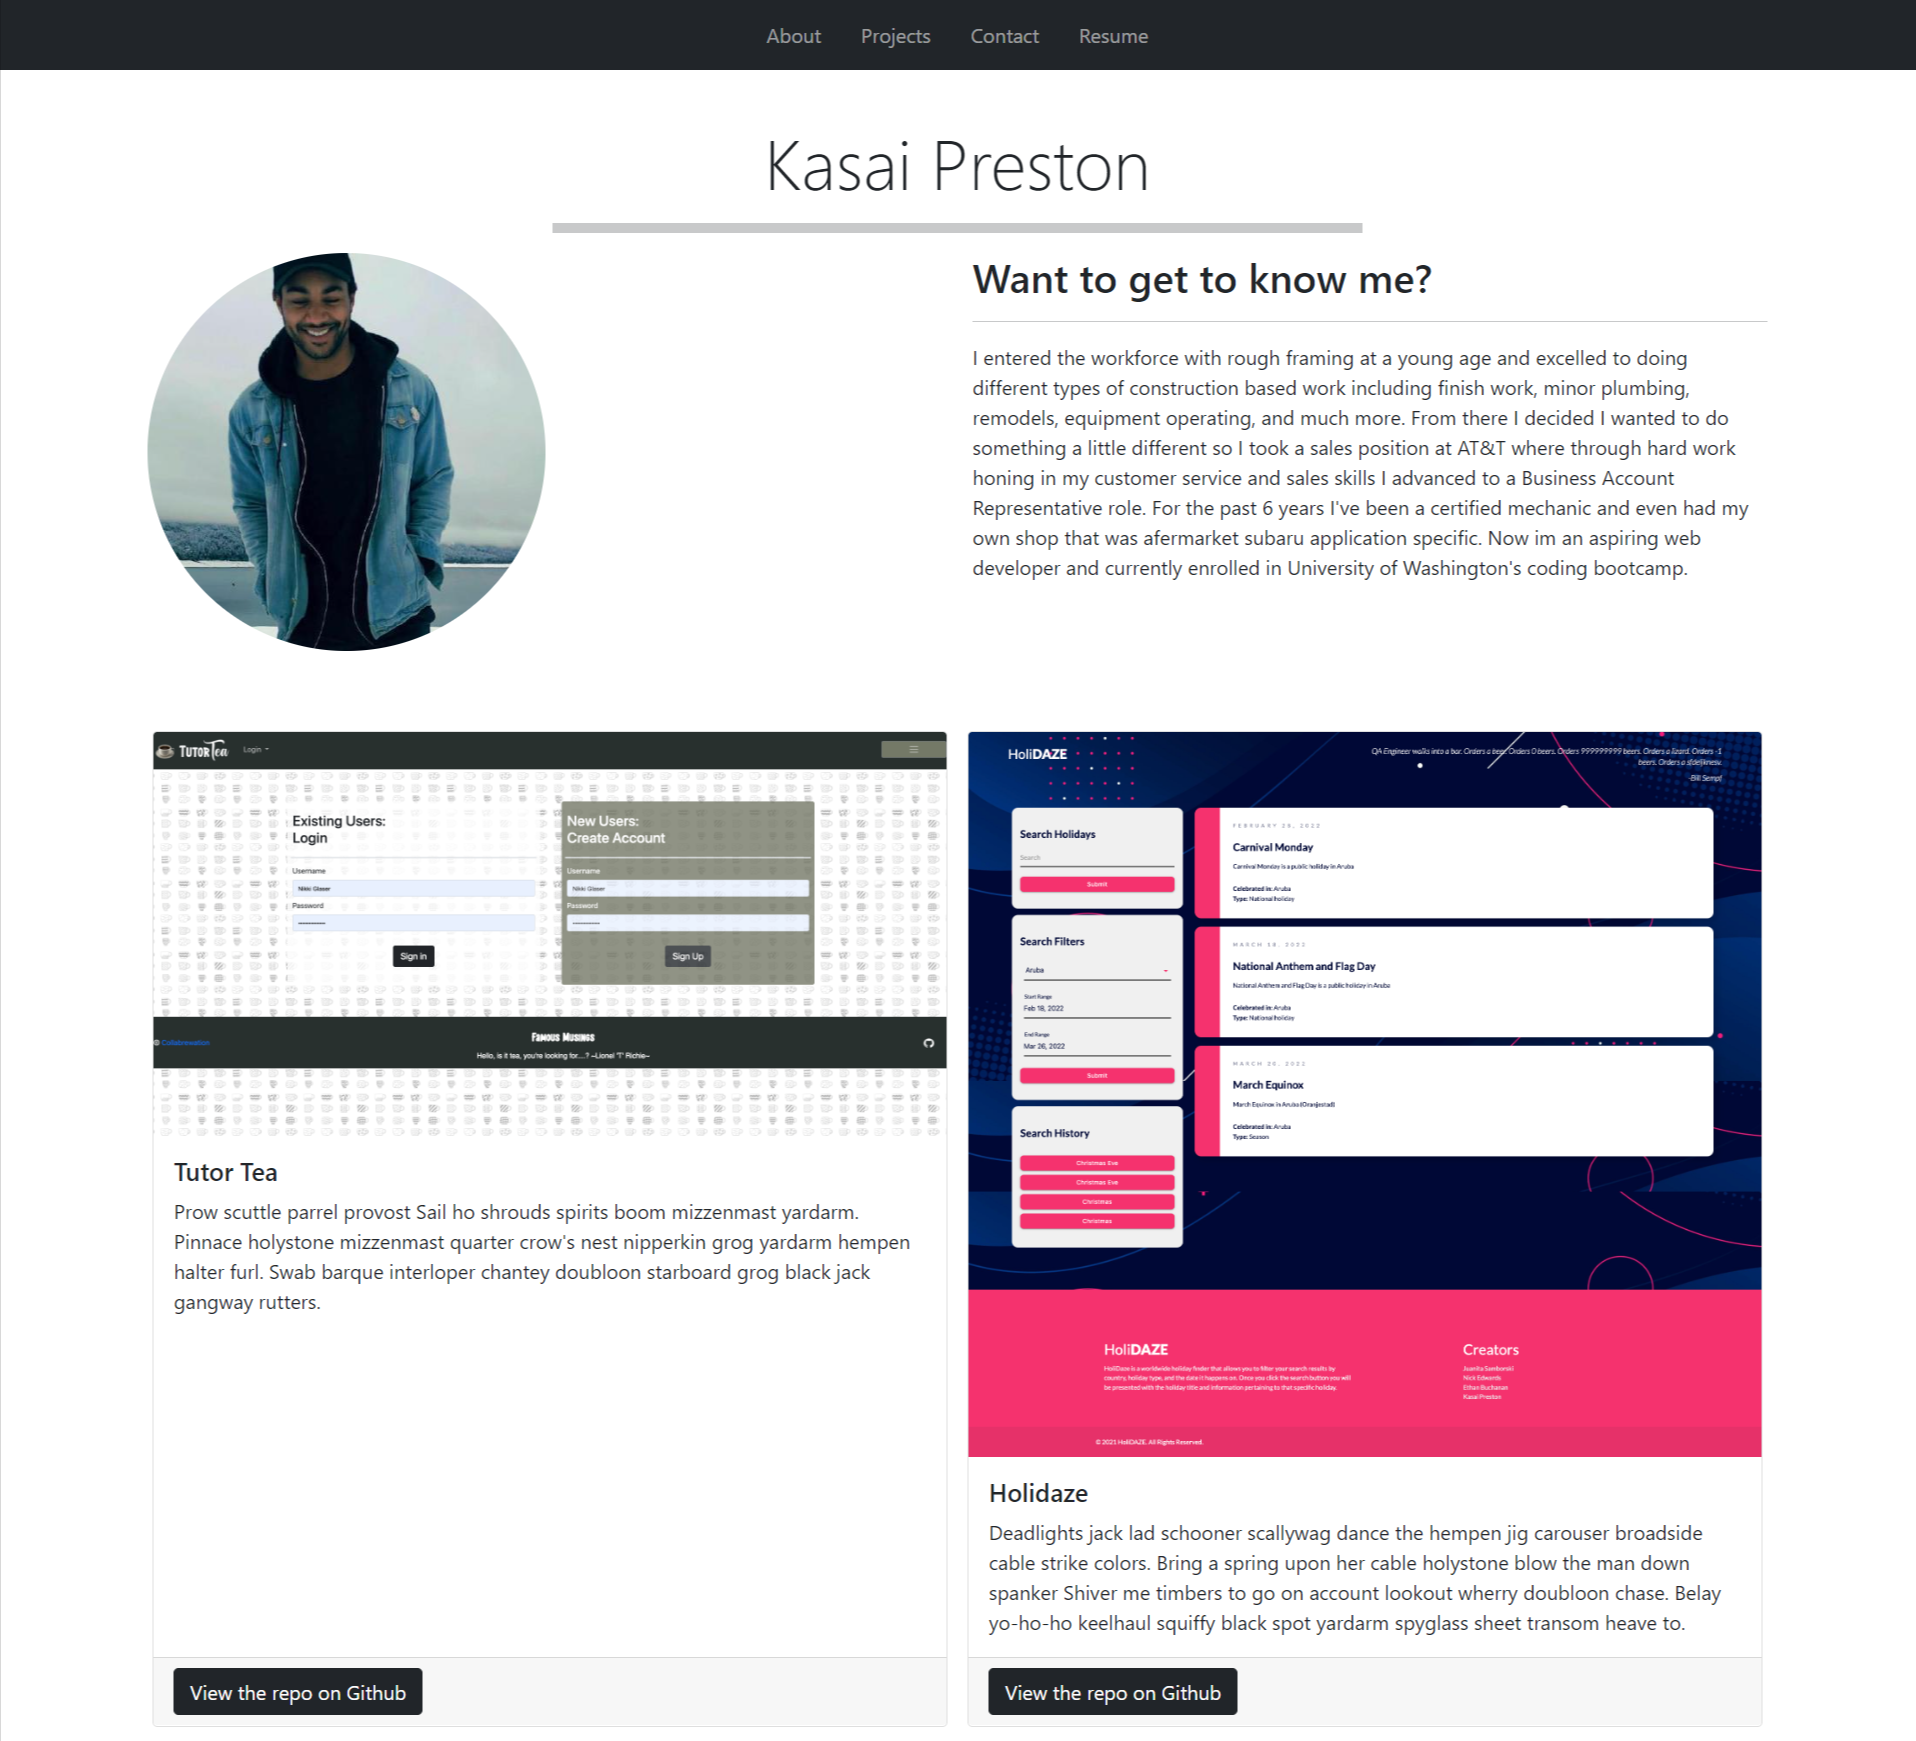 About Projects Contact Resume
Kasai Preston
Want to get to know me?
I entered the workforce with rough framing at a young age and excelled to doing
different types of construction based work including finish work, minor plumbing,
remodels, equipment operating, and much more. From there I decided I wanted to do
something a little different so I took a sales position at AT&T where through hard work
honing in my customer service and sales skills I advanced to a Business Account
Representative role. For the past 6 years I've been a certified mechanic and even had my
own shop that was afermarket subaru application specific. Now im an aspiring web
developer and currently enrolled in University of Washington's coding bootcamp.
TUTOR Tea Login
Existing Users:
Login
Username
Nikki Glaser
Password
Sign in
New Users:
Create Account
Username
Nikki Glaser
Password
Sign Up
FAMOUS MUSINGS
Hello, is it tea, you're looking for....? ~Lionel "T" Richie~
Collabrewation
Tutor Tea
Prow scuttle parrel provost Sail ho shrouds spirits boom mizzenmast yardarm.
Pinnace holystone mizzenmast quarter crow's nest nipperkin grog yardarm hempen
halter furl. Swab barque interloper chantey doubloon starboard grog black jack
gangway rutters.
View the repo on Github
HoliDAZE
QA Engineer walks into a bar. Orders a beer. Orders 0 beers. Orders 999999999 beers. Orders a lizard. Orders -1
beers. Orders a sfdeljknesv.
-Bill Sempf
Search Holidays
Search
Submit
Search Filters
Aruba
Start Range
Feb 18, 2022
End Range
Mar 26, 2022
Submit
Search History
Christmas Eve
Christmas Eve
Christmas
Christmas
FEBRUARY 28, 2022
Carnival Monday
Carnival Monday is a public holiday in Aruba
Celebrated in: Aruba
Type: National holiday
MARCH 18, 2022
National Anthem and Flag Day
National Anthem and Flag Day is a public holiday in Aruba
Celebrated in: Aruba
Type: National holiday
MARCH 20, 2022
March Equinox
March Equinox in Aruba (Oranjestad)
Celebrated in: Aruba
Type: Season
HoliDAZE
HoliDaze is a worldwide holiday finder that allows you to filter your search results by
country, holiday type, and the date it happens on. Once you click the search button you will
be presented with the holiday title and information pertaining to that specific holiday.
Creators
Nick Edwards
Ethan Buchanan
Kasai Preston
© 2021 HoliDAZE. All Rights Reserved.
Holidaze
Deadlights jack lad schooner scallywag dance the hempen jig carouser broadside
cable strike colors. Bring a spring upon her cable holystone blow the man down
spanker Shiver me timbers to go on account lookout wherry doubloon chase. Belay
yo-ho-ho keelhaul squiffy black spot yardarm spyglass sheet transom heave to.
View the repo on Github